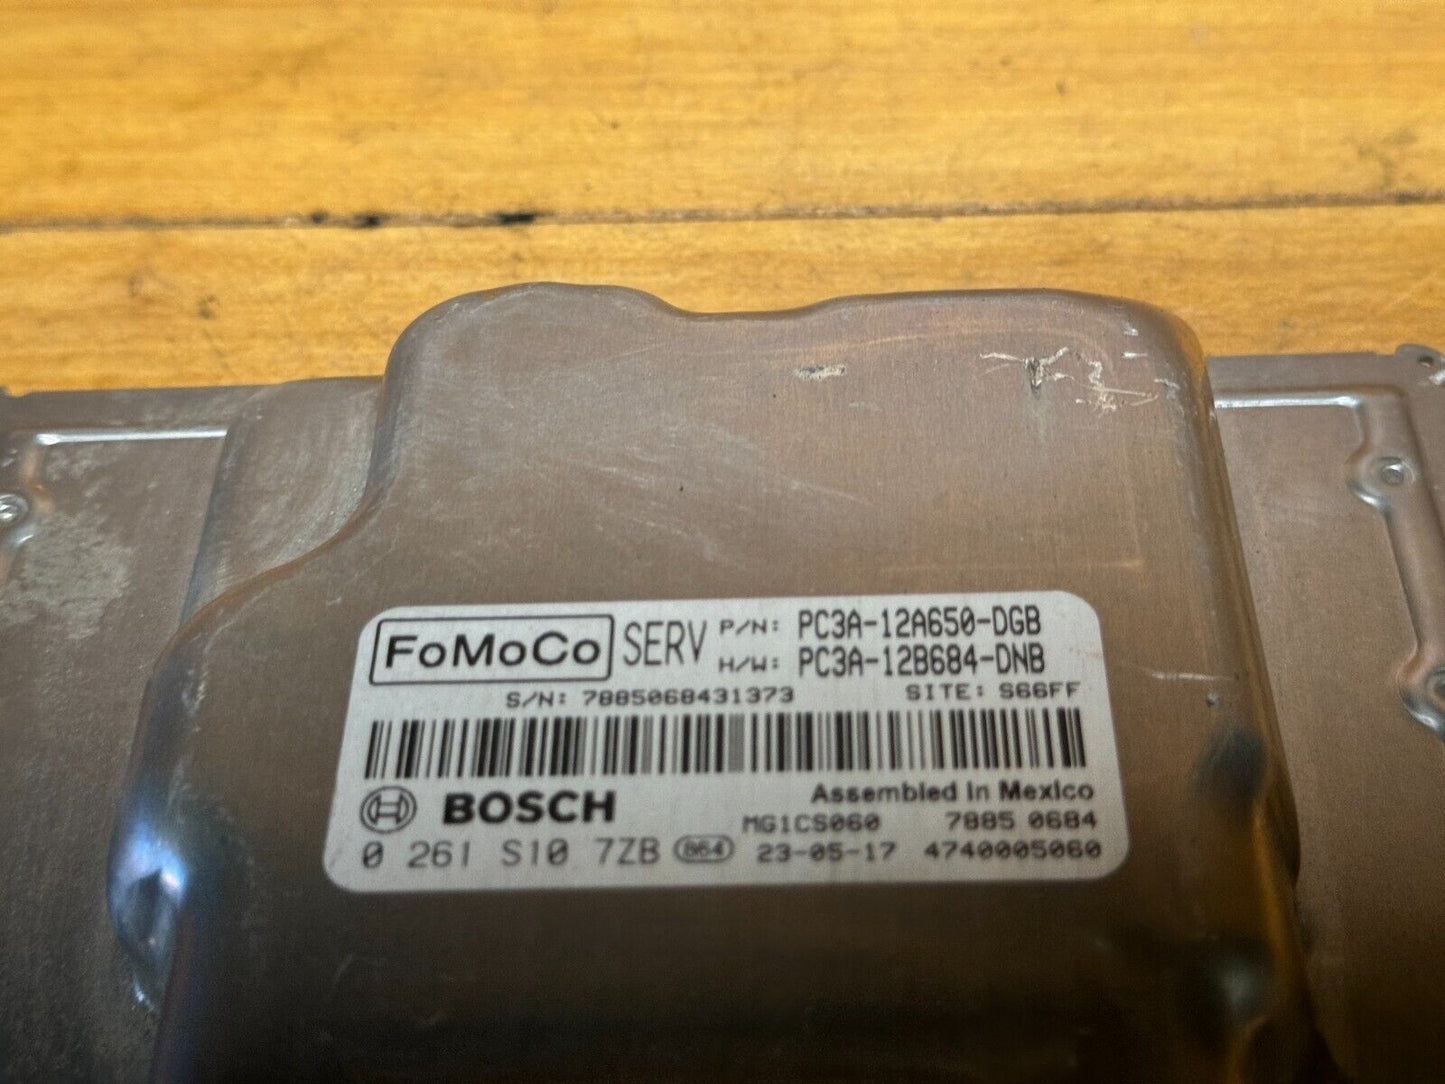 FoMoCo SERV P/N: PC3A-12A650-DGB
H/W: PC3A-12B684-DNB
S/N: 7885068431373 SITE: S66FF
Assembled in Mexico
BOSCH
MG1CS060 7885 0684
0 261 S10 7ZB 864 23-05-17 4740005060